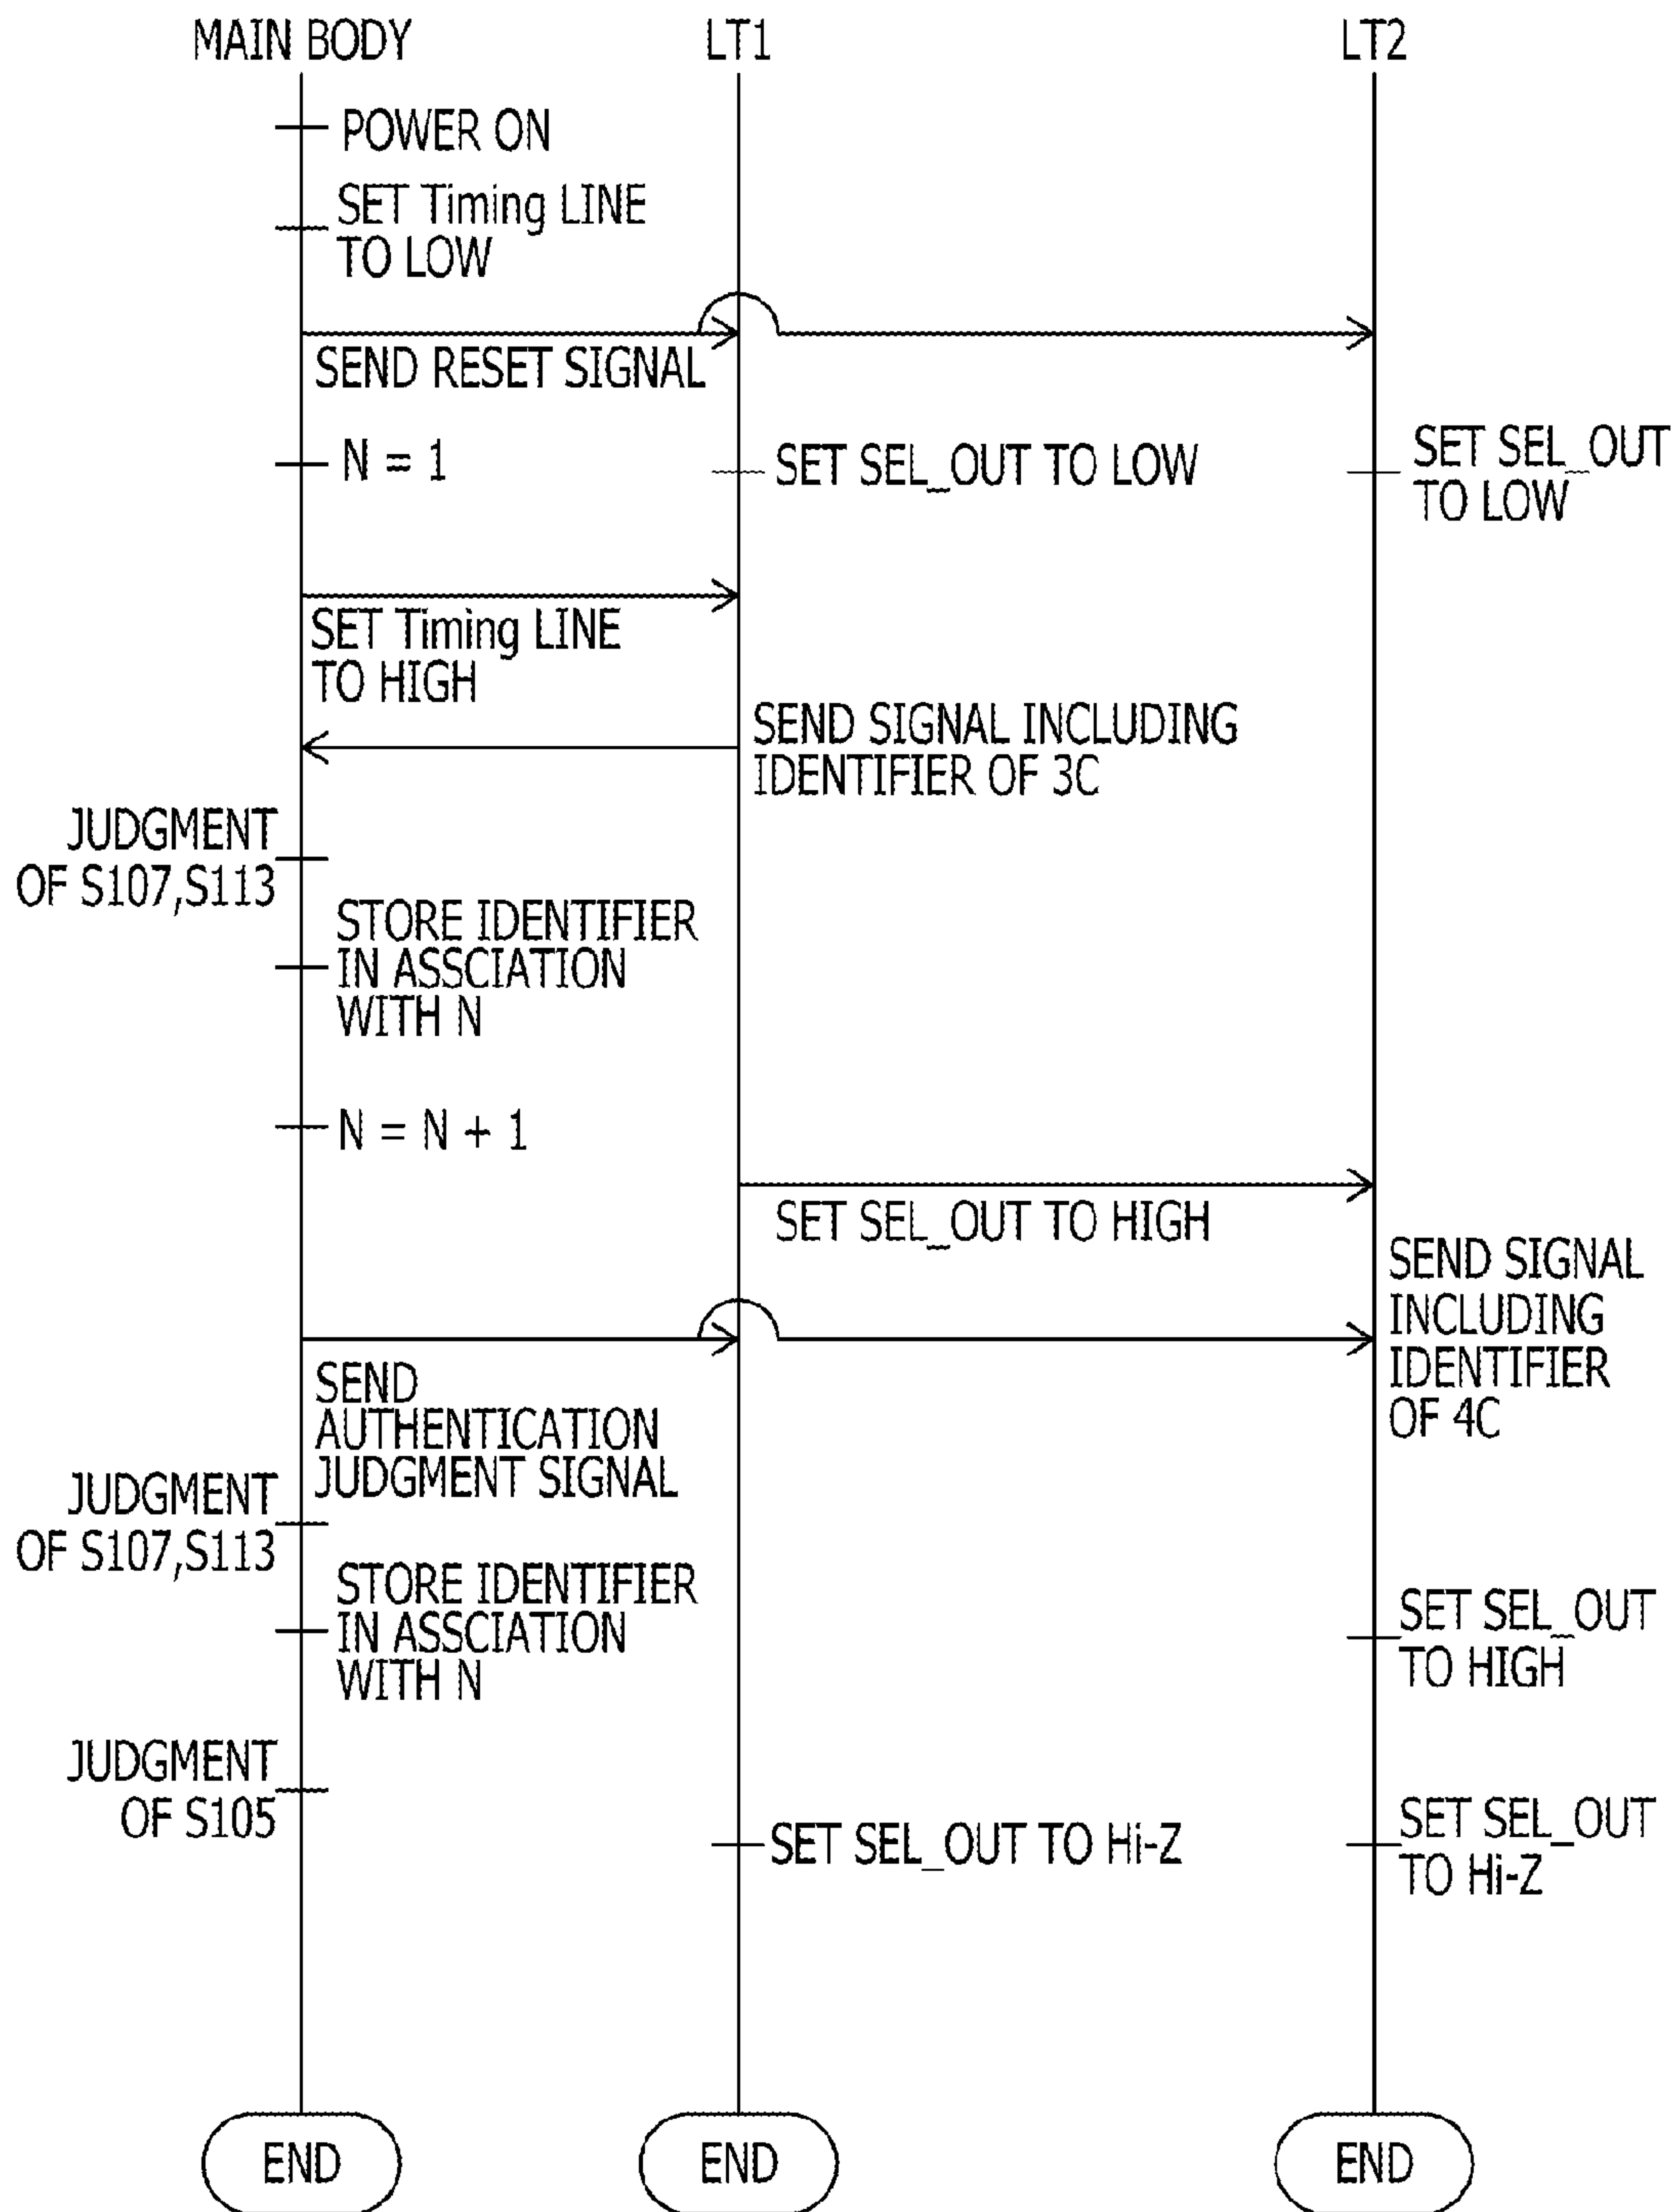 MAIN BODY
LT1
LT2
POWER ON
SET Timing LINE
TO LOW
SEND RESET SIGNAL
N = 1
SET SEL_OUT TO LOW
SET SEL_OUT
TO LOW
SET Timing LINE
TO HIGH
SEND SIGNAL INCLUDING
IDENTIFIER OF 3C
JUDGMENT
OF S107,S113
STORE IDENTIFIER
IN ASSCIATION
WITH N
N = N + 1
SET SEL_OUT TO HIGH
SEND SIGNAL
INCLUDING
IDENTIFIER
OF 4C
SEND
AUTHENTICATION
JUDGMENT SIGNAL
JUDGMENT
OF S107,S113
STORE IDENTIFIER
IN ASSCIATION
WITH N
SET SEL_OUT
TO HIGH
JUDGMENT
OF S105
SET SEL_OUT TO Hi-Z
SET SEL_OUT
TO Hi-Z
END
END
END